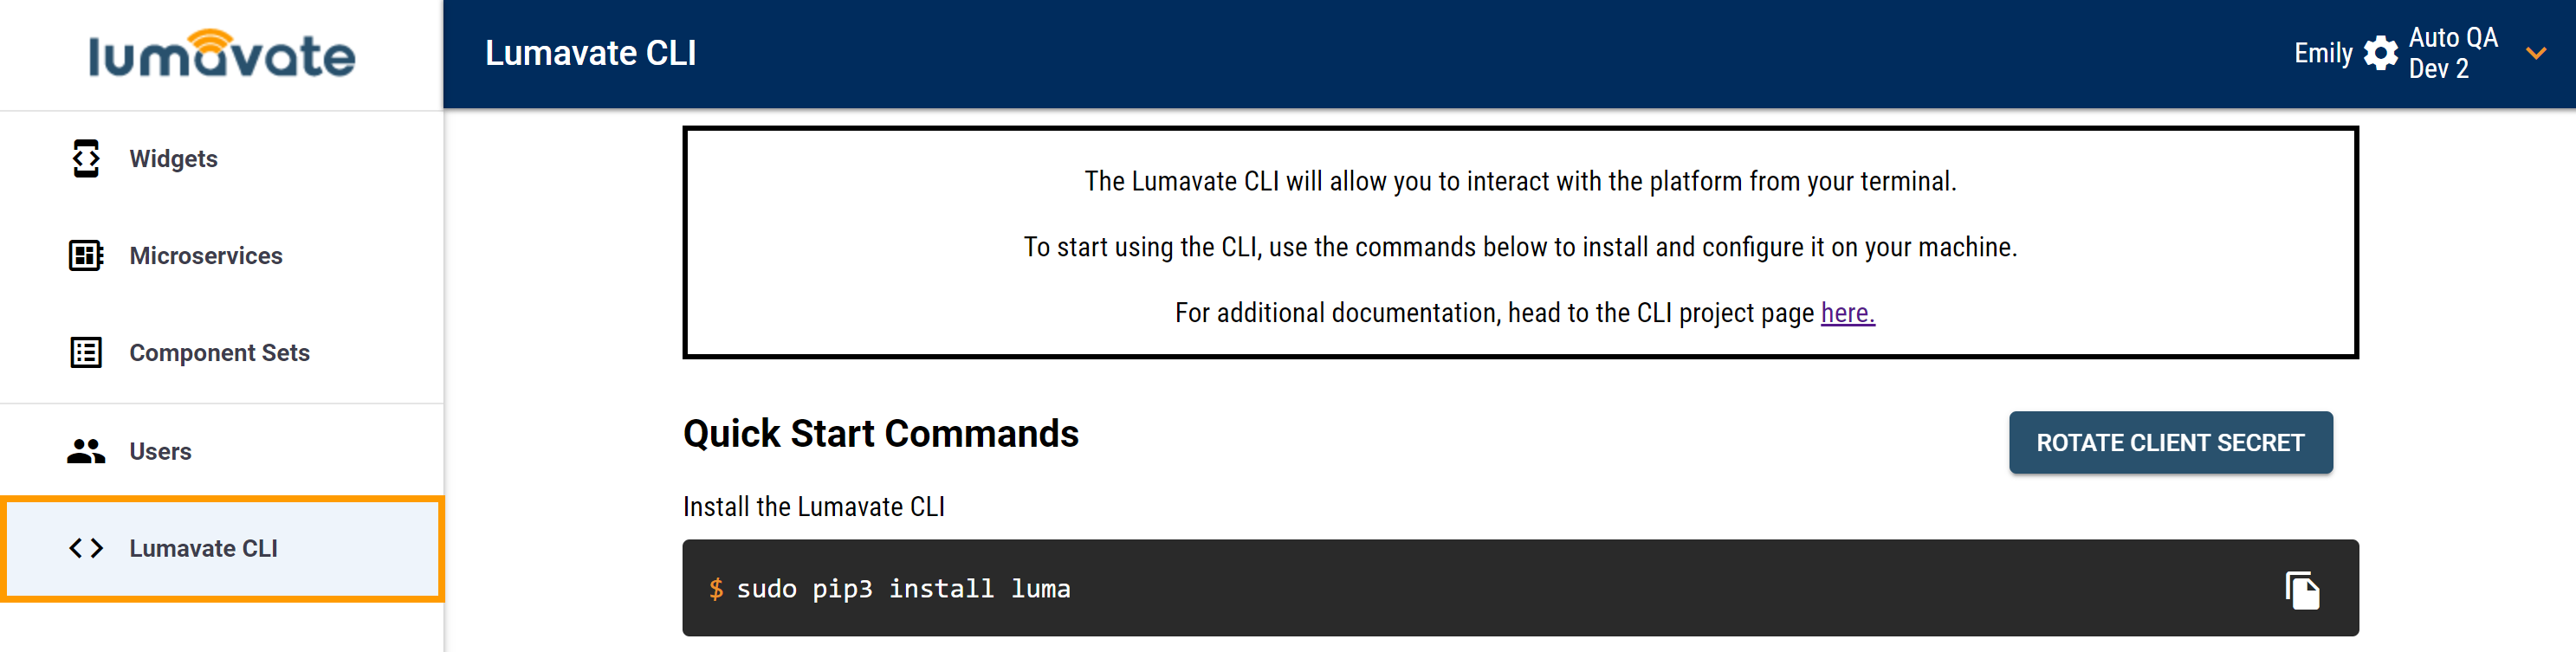 lumavate
Lumavate CLI
Emily
Auto QA
Dev 2
Widgets
Microservices
Component Sets
Users
Lumavate CLI
The Lumavate CLI will allow you to interact with the platform from your terminal.
To start using the CLI, use the commands below to install and configure it on your machine.
For additional documentation, head to the CLI project page here.
Quick Start Commands
ROTATE CLIENT SECRET
Install the Lumavate CLI
$ sudo pip3 install luma